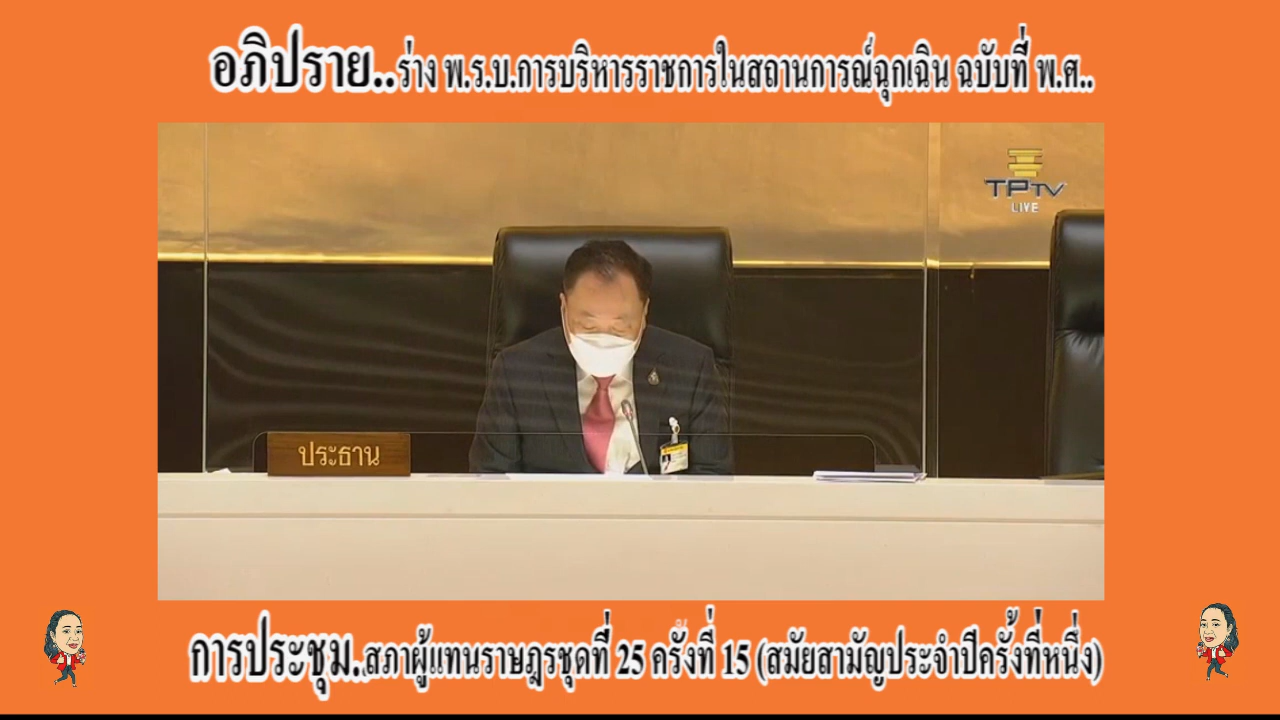 อภิปราย..ร่าง พ.ร.บ.การบริหารราชการในสถานการณ์ฉุกเฉิน ฉบับที่ พ.ศ..
TPTV
LIVE
ประธาน
การประชุม..สภาผู้แทนราษฎรชุดที่ 25 ครั้งที่ 15 (สมัยสามัญประจำปีครั้งที่หนึ่ง)